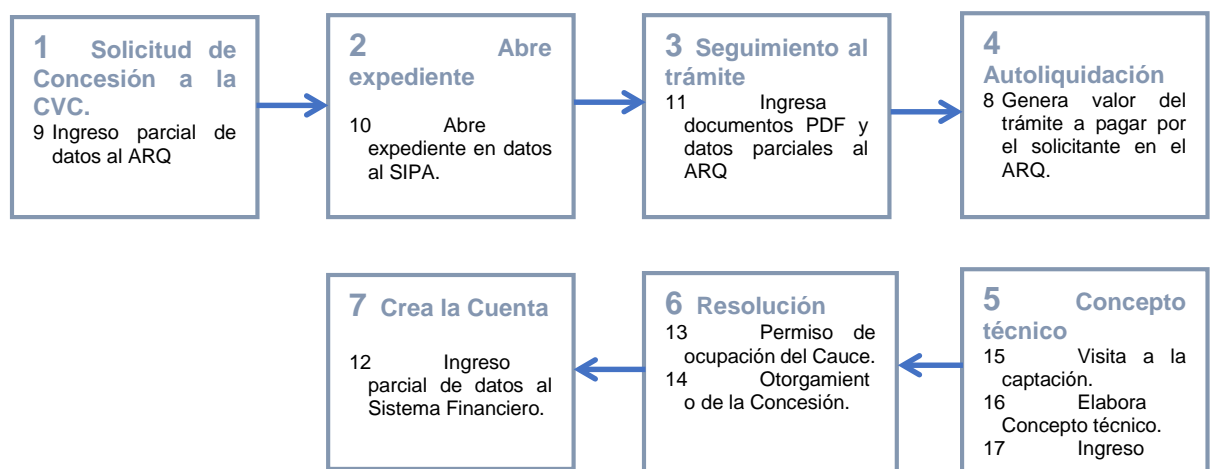 1 Solicitud de
Concesión a la
CVC.
9 Ingreso parcial de
datos al ARQ
2 Abre
expediente
10 Abre
expediente en datos
al SIPA.
3 Seguimiento al
trámite
11 Ingresa
documentos PDF y
datos parciales al
ARQ
4
Autoliquidación
8 Genera valor del
trámite a pagar por
el solicitante en el
ARQ.
7 Crea la Cuenta
12 Ingreso
parcial de datos al
Sistema Financiero.
6 Resolución
13 Permiso de
ocupación del Cauce.
14 Otorgamient
o de la Concesión.
5 Concepto
técnico
15 Visita a la
captación.
16 Elabora
Concepto técnico.
17 Ingreso